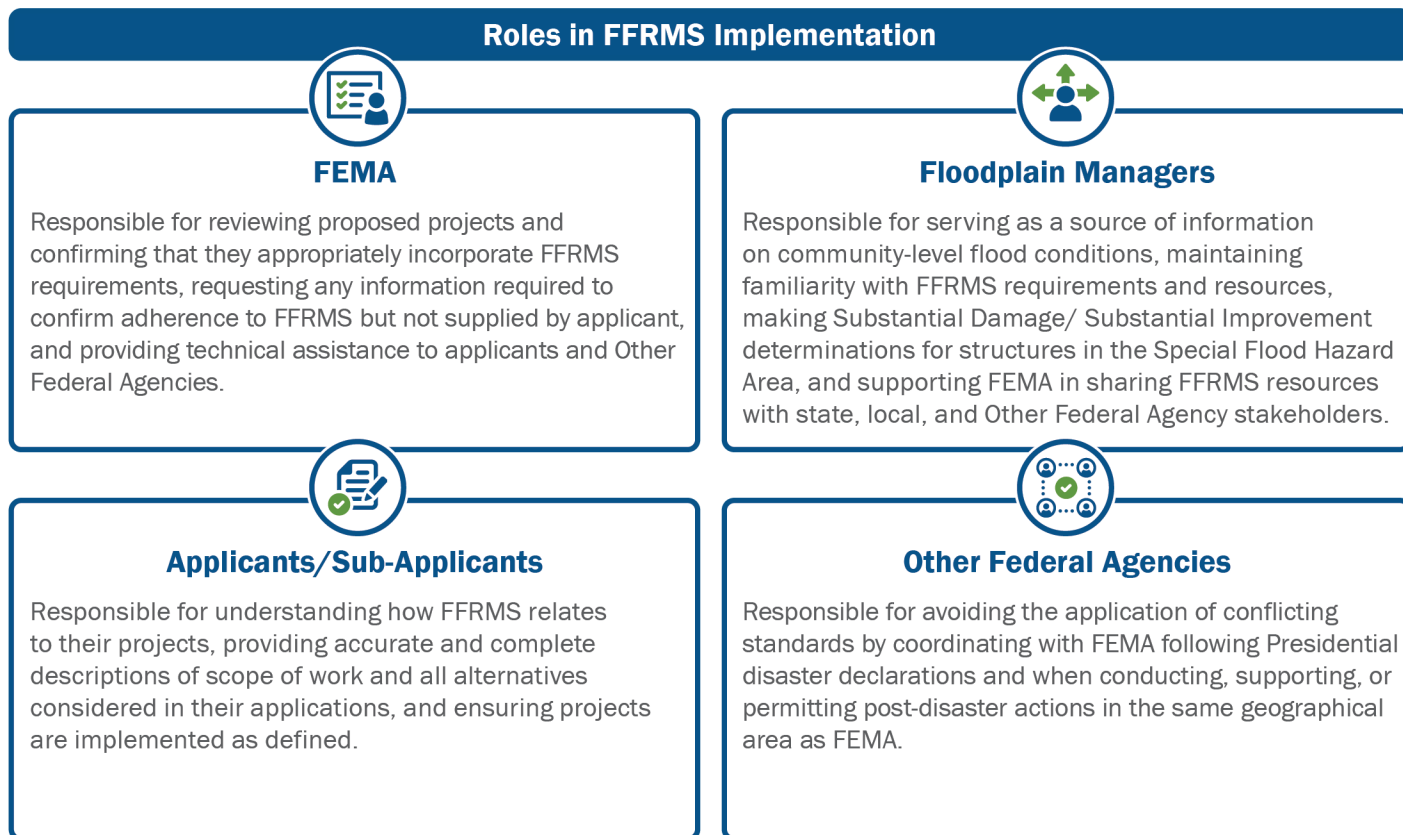 Roles in FFRMS Implementation
FEMA
Responsible for reviewing proposed projects and
confirming that they appropriately incorporate FFRMS
requirements, requesting any information required to
confirm adherence to FFRMS but not supplied by applicant,
and providing technical assistance to applicants and Other
Federal Agencies.
Floodplain Managers
Responsible for serving as a source of information
on community-level flood conditions, maintaining
familiarity with FFRMS requirements and resources,
making Substantial Damage/ Substantial Improvement
determinations for structures in the Special Flood Hazard
Area, and supporting FEMA in sharing FFRMS resources
with state, local, and Other Federal Agency stakeholders.
Applicants/Sub-Applicants
Responsible for understanding how FFRMS relates
to their projects, providing accurate and complete
descriptions of scope of work and all alternatives
considered in their applications, and ensuring projects
are implemented as defined.
Other Federal Agencies
Responsible for avoiding the application of conflicting
standards by coordinating with FEMA following Presidential
disaster declarations and when conducting, supporting, or
permitting post-disaster actions in the same geographical
area as FEMA.